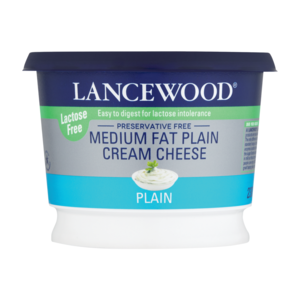 LANCEWOOD®
Lactose
Free
Easy to digest for lactose intolerance
PRESERVATIVE FREE
MEDIUM FAT PLAIN
CREAM CHEESE
PLAIN